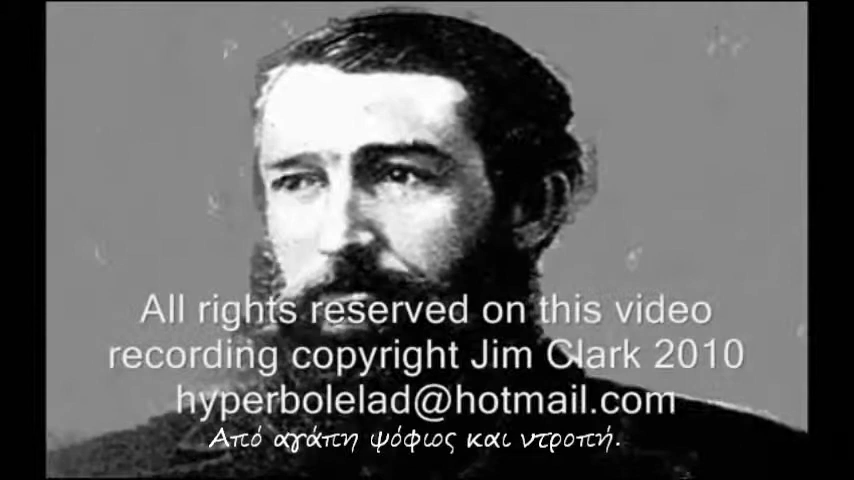 All rights reserved on this video
recording copyright Jim Clark 2010
hyperbolelad@hotmail.com
Από αγάπη ψόφιος και ντροπή.